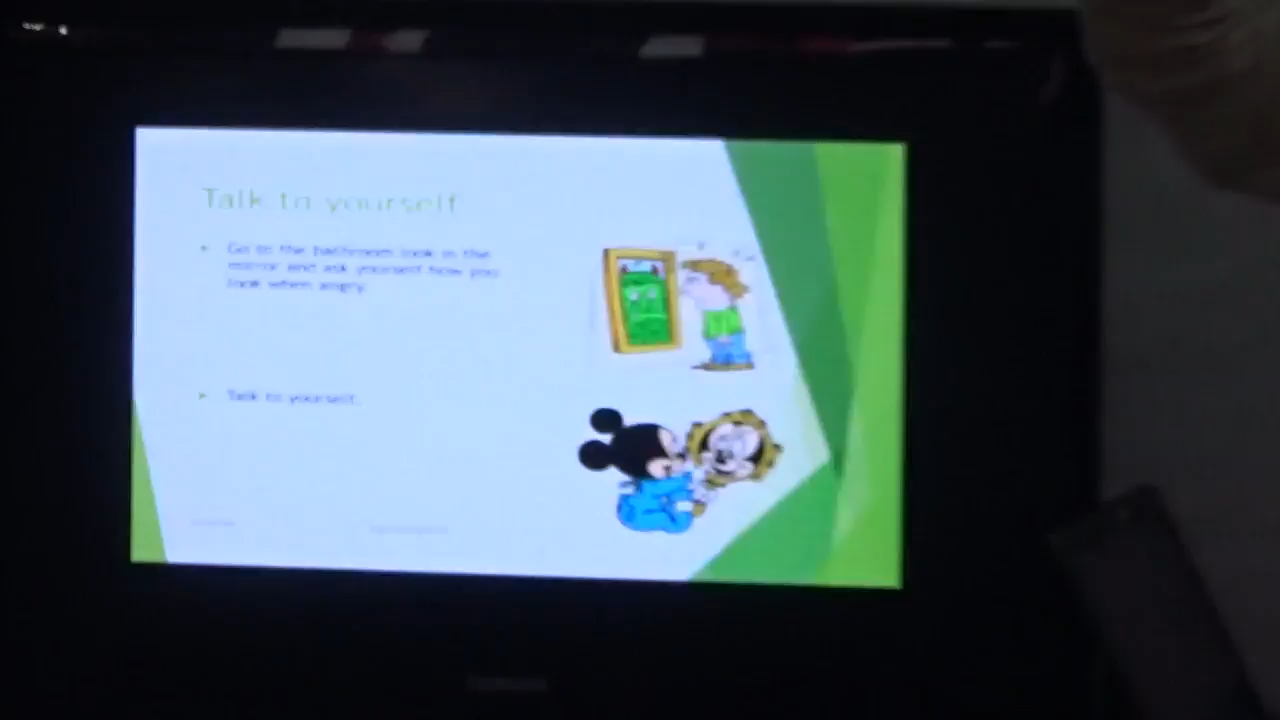 Talk to yourself
Go to the bathroom look in the
mirror and ask yourself how you
look when angry.
Talk to yourself.